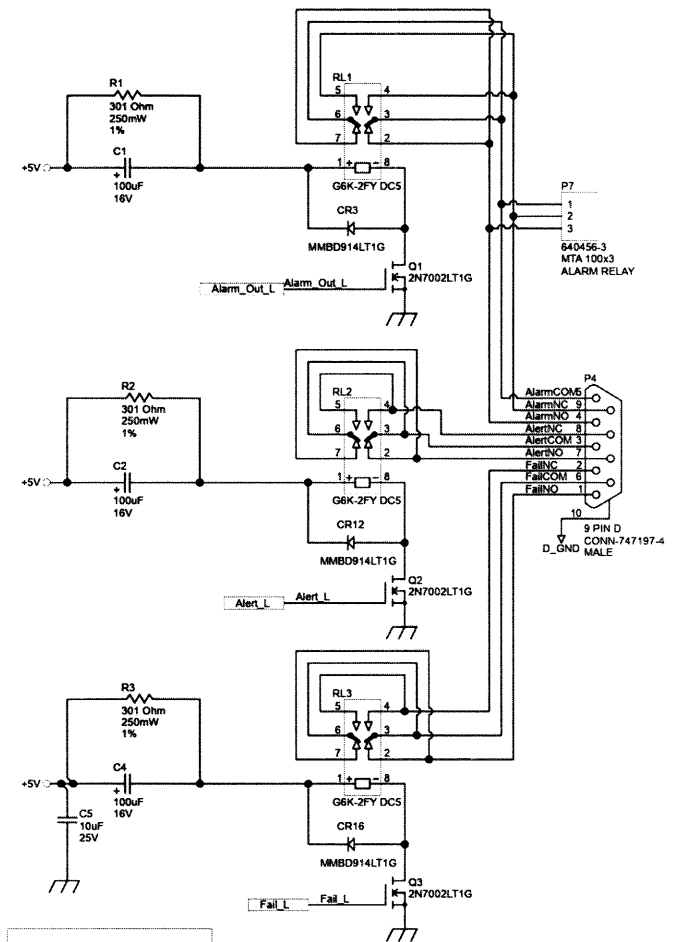 R1
301 Ohm
250mW
1%
C1
+5V
+
100uF
16V
RL1
5 4
6 3
7 2
1 + - 8
G6K-2FY DC5
CR3
MMBD914LT1G
Q1
2N7002LT1G
Alarm_Out_L Alarm_Out_L
P7
1
2
3
640456-3
MTA 100x3
ALARM RELAY
R2
301 Ohm
250mW
1%
C2
+5V
+
100uF
16V
RL2
5 4
6 3
7 2
1 + - 8
G6K-2FY DC5
CR12
MMBD914LT1G
Q2
2N7002LT1G
Alert_L Alert_L
P4
AlarmCOM 5
AlarmNC 9
AlarmNO 4
AlertNC 8
AlertCOM 3
AlertNO 7
FailNC 2
FailCOM 6
FailNO 1
10
D_GND
9 PIN D
CONN-747197-4
MALE
R3
301 Ohm
250mW
1%
C4
+5V
+
100uF
16V
C5
10uF
25V
RL3
5 4
6 3
7 2
1 + - 8
G6K-2FY DC5
CR16
MMBD914LT1G
Q3
2N7002LT1G
Fail_L Fail_L